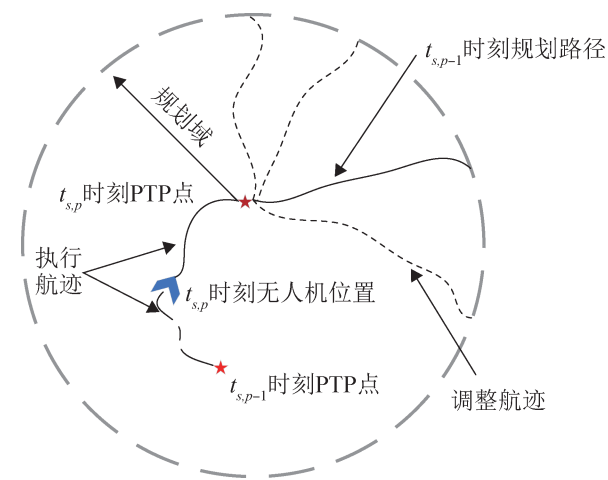 t_{s,p-1}时刻规划路径
规划域
t_{s,p}时刻PTP点
执行
航迹
t_{s,p}时刻无人机位置
t_{s,p-1}时刻PTP点
调整航迹